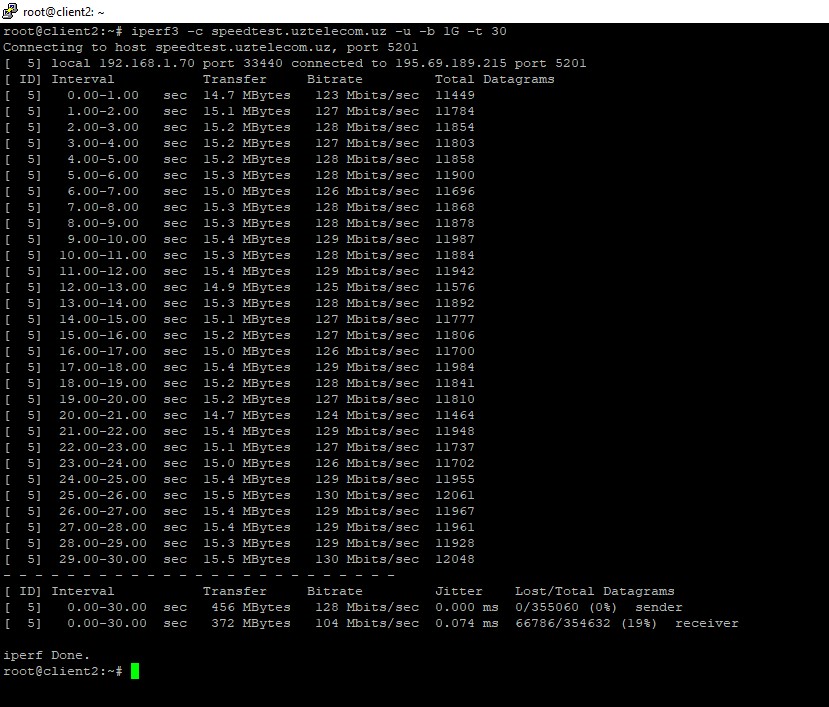 root@client2: ~
root@client2:~# iperf3 -c speedtest.uztelecom.uz -u -b 1G -t 30
Connecting to host speedtest.uztelecom.uz, port 5201
[  5] local 192.168.1.70 port 33440 connected to 195.69.189.215 port 5201
[ ID] Interval           Transfer     Bitrate         Total Datagrams
[  5]   0.00-1.00   sec  14.7 MBytes   123 Mbits/sec  11449
[  5]   1.00-2.00   sec  15.1 MBytes   127 Mbits/sec  11784
[  5]   2.00-3.00   sec  15.2 MBytes   128 Mbits/sec  11854
[  5]   3.00-4.00   sec  15.2 MBytes   127 Mbits/sec  11803
[  5]   4.00-5.00   sec  15.2 MBytes   128 Mbits/sec  11858
[  5]   5.00-6.00   sec  15.3 MBytes   128 Mbits/sec  11900
[  5]   6.00-7.00   sec  15.0 MBytes   126 Mbits/sec  11696
[  5]   7.00-8.00   sec  15.3 MBytes   128 Mbits/sec  11868
[  5]   8.00-9.00   sec  15.3 MBytes   128 Mbits/sec  11878
[  5]   9.00-10.00  sec  15.4 MBytes   129 Mbits/sec  11987
[  5]  10.00-11.00  sec  15.3 MBytes   128 Mbits/sec  11884
[  5]  11.00-12.00  sec  15.4 MBytes   129 Mbits/sec  11942
[  5]  12.00-13.00  sec  14.9 MBytes   125 Mbits/sec  11576
[  5]  13.00-14.00  sec  15.3 MBytes   128 Mbits/sec  11892
[  5]  14.00-15.00  sec  15.1 MBytes   127 Mbits/sec  11777
[  5]  15.00-16.00  sec  15.2 MBytes   127 Mbits/sec  11806
[  5]  16.00-17.00  sec  15.0 MBytes   126 Mbits/sec  11700
[  5]  17.00-18.00  sec  15.4 MBytes   129 Mbits/sec  11984
[  5]  18.00-19.00  sec  15.2 MBytes   128 Mbits/sec  11841
[  5]  19.00-20.00  sec  15.2 MBytes   127 Mbits/sec  11810
[  5]  20.00-21.00  sec  14.7 MBytes   124 Mbits/sec  11464
[  5]  21.00-22.00  sec  15.4 MBytes   129 Mbits/sec  11948
[  5]  22.00-23.00  sec  15.1 MBytes   127 Mbits/sec  11737
[  5]  23.00-24.00  sec  15.0 MBytes   126 Mbits/sec  11702
[  5]  24.00-25.00  sec  15.4 MBytes   129 Mbits/sec  11955
[  5]  25.00-26.00  sec  15.5 MBytes   130 Mbits/sec  12061
[  5]  26.00-27.00  sec  15.4 MBytes   129 Mbits/sec  11967
[  5]  27.00-28.00  sec  15.4 MBytes   129 Mbits/sec  11961
[  5]  28.00-29.00  sec  15.3 MBytes   129 Mbits/sec  11928
[  5]  29.00-30.00  sec  15.5 MBytes   130 Mbits/sec  12048
- - - - - - - - - - - - - - - - - - - - - - - - -
[ ID] Interval           Transfer     Bitrate         Jitter    Lost/Total Datagrams
[  5]   0.00-30.00  sec   456 MBytes   128 Mbits/sec  0.000 ms  0/355060 (0%)  sender
[  5]   0.00-30.00  sec   372 MBytes   104 Mbits/sec  0.074 ms  66786/354632 (19%)  receiver
iperf Done.
root@client2:~#